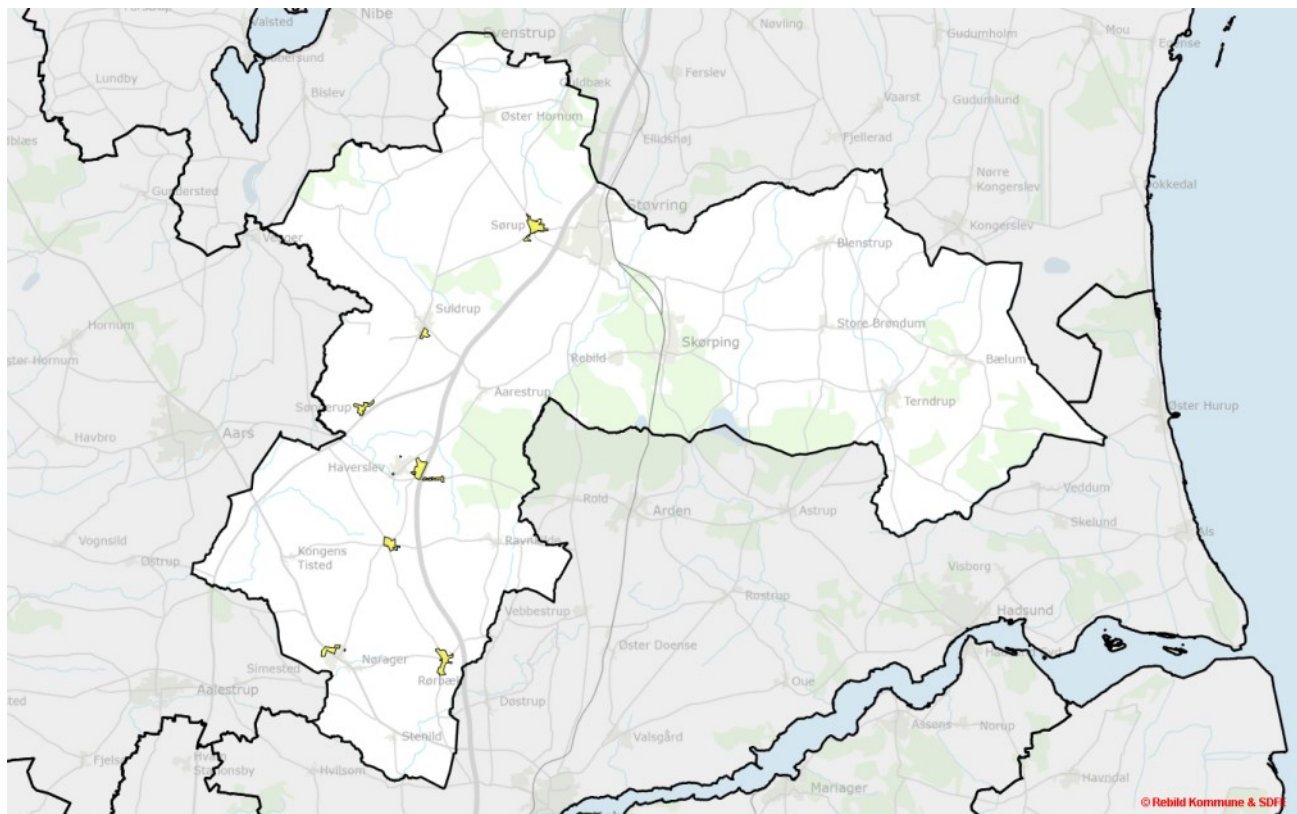 Nibe
Valsted
Svenstrup
Nøvling
Gudumholm
Mou
Egense
Lundby
Bislev
Guldbæk
Ferslev
Vaarst
Gudumlund
Øster Hornum
Ellidshøj
Fjellerad
Nørre
Kongerslev
Dokkedal
Støvring
Sørup
Kongerslev
Blenstrup
Suldrup
Hornum
Store Brøndum
Skørping
Rebild
Bælum
Aarestrup
Terndrup
Øster Hurup
Aars
Havbro
Haverslev
Rold
Arden
Astrup
Veddum
Skelund
Als
Vognsild
Østrup
Kongens
Tisted
Visborg
Rostrup
Vebbestrup
Hadsund
Øster Doense
Simested
Nørager
Aalestrup
Oue
Døstrup
Assens
Norup
Stenild
Valsgård
Hvilsom
Mariager
Havndal
© Rebild Kommune & SDFE